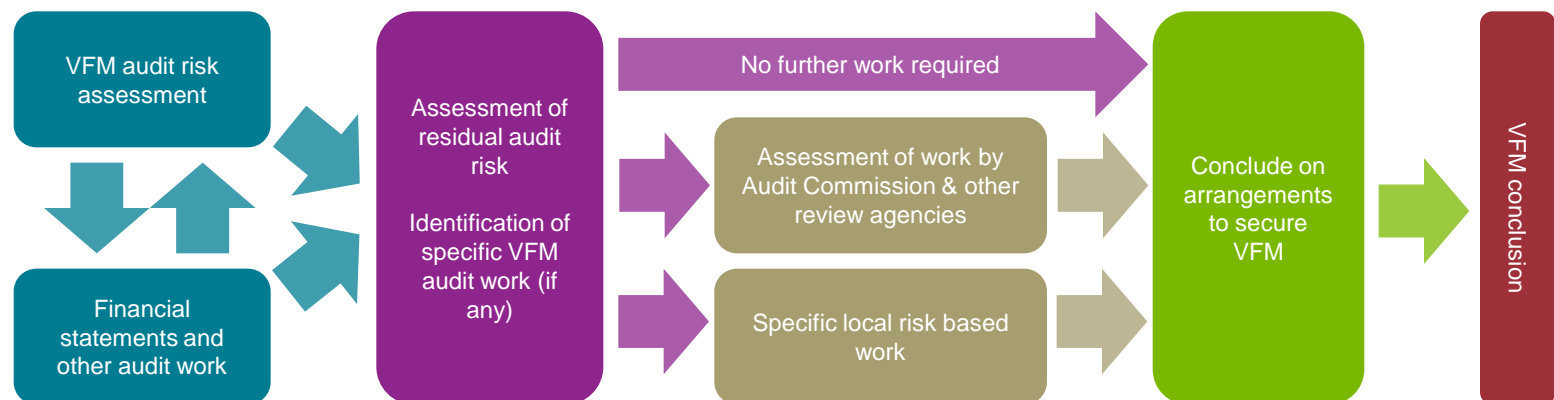 VFM audit risk
assessment
Financial
statements and
other audit work
Assessment of
residual audit
risk
Identification of
specific VFM
audit work (if
any)
No further work required
Assessment of work by
Audit Commission & other
review agencies
Specific local risk based
work
Conclude on
arrangements
to secure
VFM
VFM conclusion